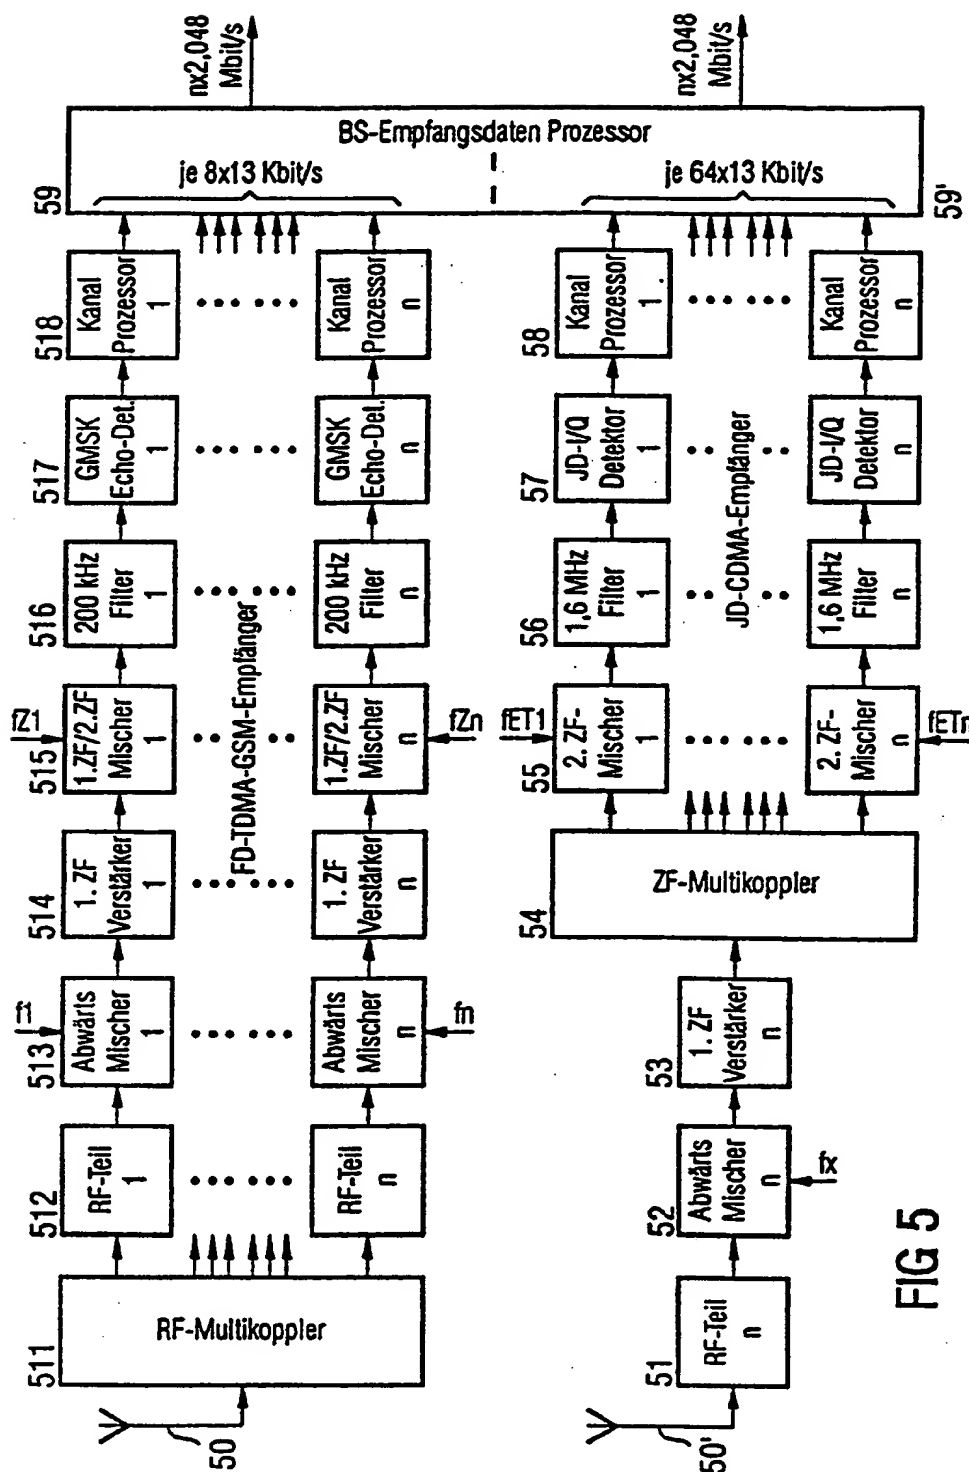 50
511
RF-Multikoppler
512
RF-Teil
1
RF-Teil
n
513
f1
Abwärts
Mischer
1
Abwärts
Mischer
n
fn
514
1. ZF
Verstärker
1
1. ZF
Verstärker
n
FD-TDMA-GSM-Empfänger
515
fZ1
1.ZF/2.ZF
Mischer
1
1.ZF/2.ZF
Mischer
n
fZn
516
200 kHz
Filter
1
200 kHz
Filter
n
517
GMSK
Echo-Det.
1
GMSK
Echo-Det.
n
518
Kanal
Prozessor
1
Kanal
Prozessor
n
59
je 8x13 Kbit/s
BS-Empfangsdaten Prozessor
je 64x13 Kbit/s
59'
nx2,048
Mbit/s
nx2,048
Mbit/s
50'
51
RF-Teil
n
52
Abwärts
Mischer
n
fx
53
1. ZF
Verstärker
n
54
ZF-Multikoppler
55
fET1
2. ZF-
Mischer
1
2. ZF-
Mischer
n
fETn
56
1,6 MHz
Filter
1
1,6 MHz
Filter
n
JD-CDMA-Empfänger
57
JD-I/Q
Detektor
1
JD-I/Q
Detektor
n
58
Kanal
Prozessor
1
Kanal
Prozessor
n
FIG 5